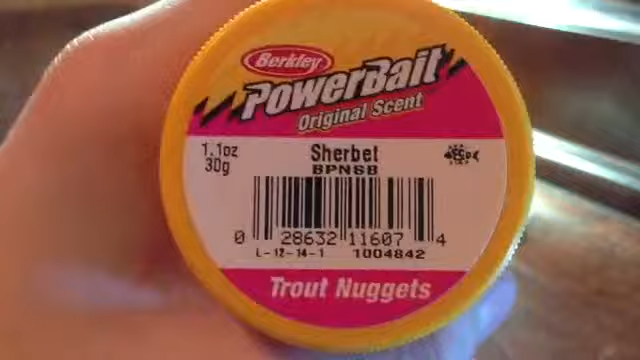 Berkley
PowerBait
Original Scent
1.1oz
30g
Sherbet
BPNSB
0 28632 11607 4
L-12-14-1 1004842
Trout Nuggets